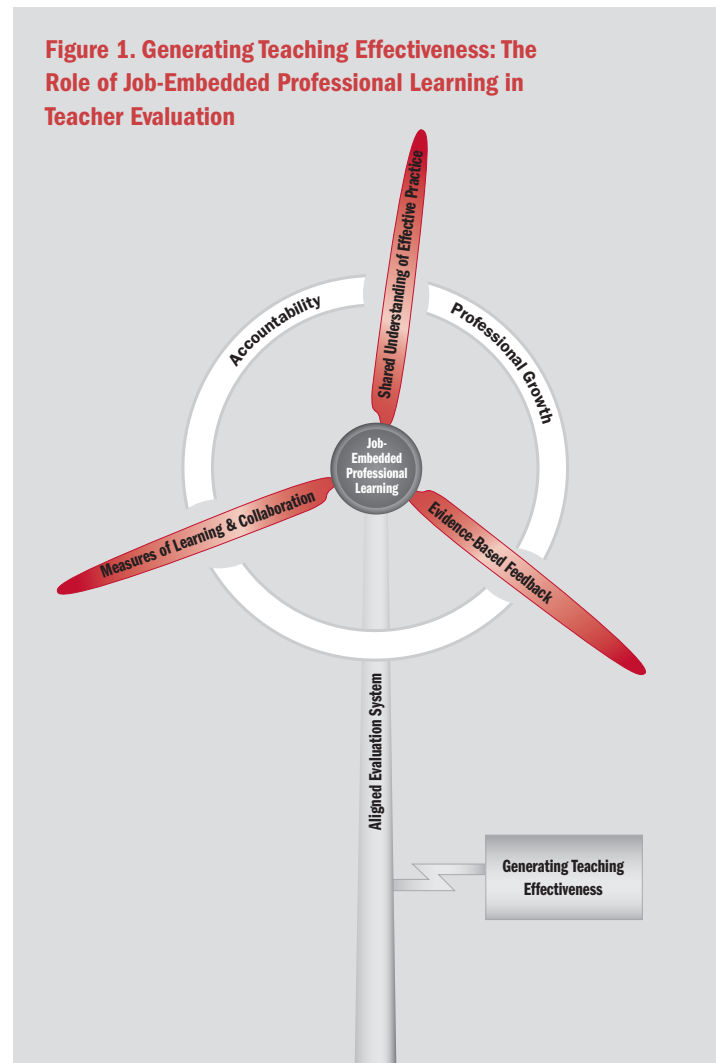 Figure 1. Generating Teaching Effectiveness: The
Role of Job-Embedded Professional Learning in
Teacher Evaluation
Shared Understanding of Effective Practice
Accountability
Professional Growth
Job-
Embedded
Professional
Learning
Measures of Learning & Collaboration
Evidence-Based Feedback
Aligned Evaluation System
Generating Teaching
Effectiveness